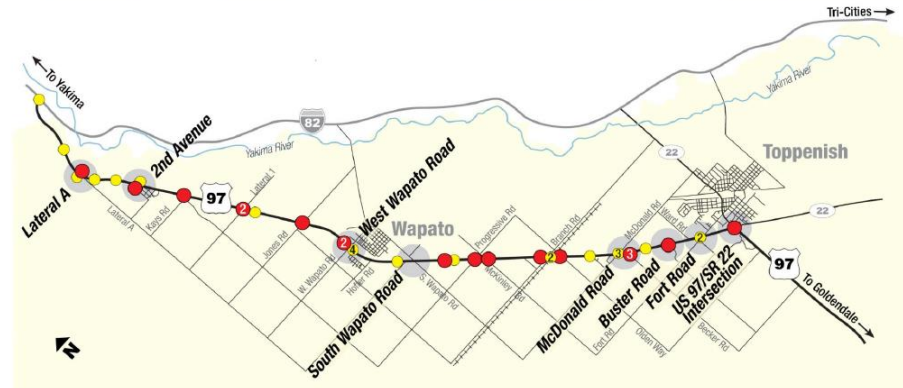 Tri-Cities
To Yakima
Yakima River
82
Yakima River
22
Toppenish
2nd Avenue
Lateral A
Lateral A
Kays Rd
97
2
Lateral 1
Jones Rd
West Wapato Road
Wapato
2
4
W. Wapato Rd
Hoffer Rd
South Wapato Road
S. Wapato Rd
Progressive Rd
McKinley Rd
Branch Rd
2
McDonald Rd
Ward Rd
3
3
2
22
McDonald Road
Buster Road
Fort Road
US 97/SR 22
Intersection
Fort Rd
Olden Way
Becker Rd
97
To Goldendale
N